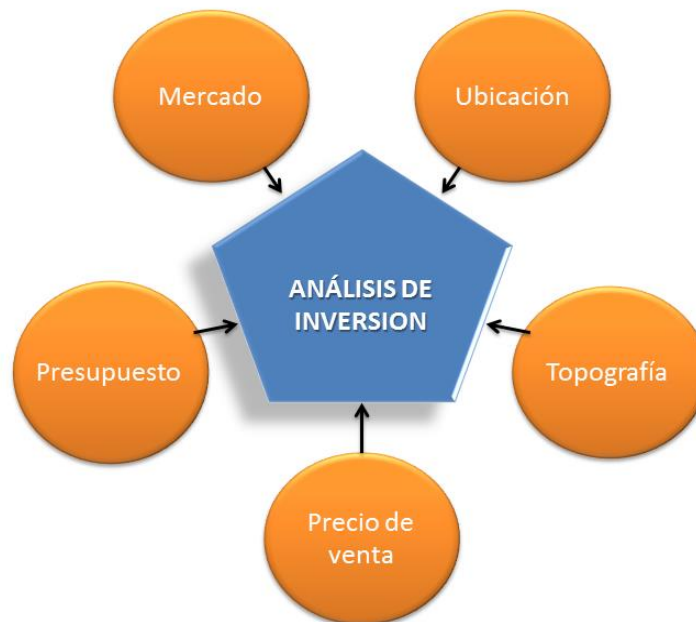 Mercado
Ubicación
ANÁLISIS DE
INVERSION
Presupuesto
Topografía
Precio de
venta